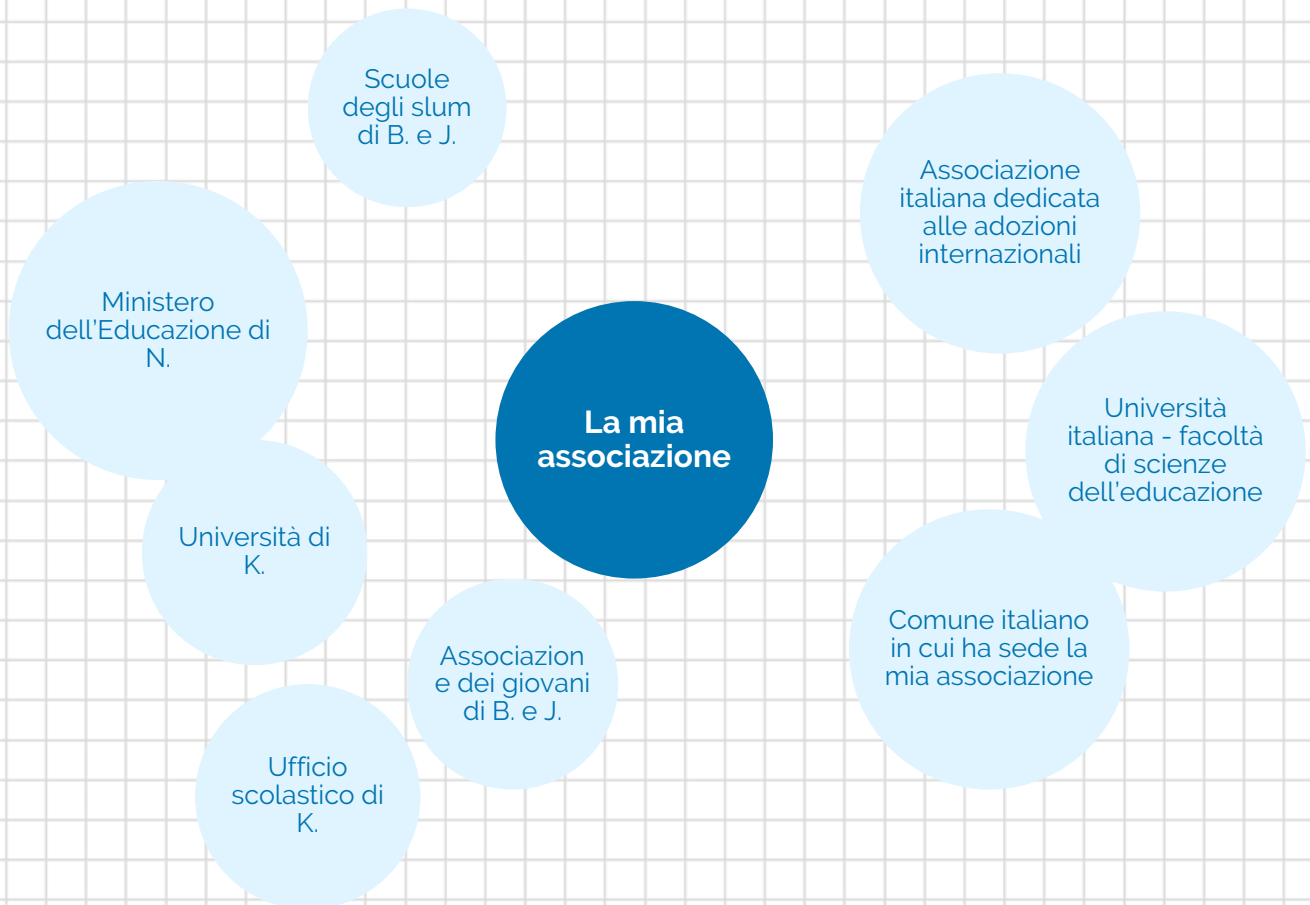 Scuole
degli slum
di B. e J.
Associazione
italiana dedicata
alle adozioni
internazionali
Ministero
dell'Educazione di
N.
La mia
associazione
Università
italiana - facoltà
di scienze
dell'educazione
Università di
K.
Comune italiano
in cui ha sede la
mia associazione
Associazion
e dei giovani
di B. e J.
Ufficio
scolastico di
K.